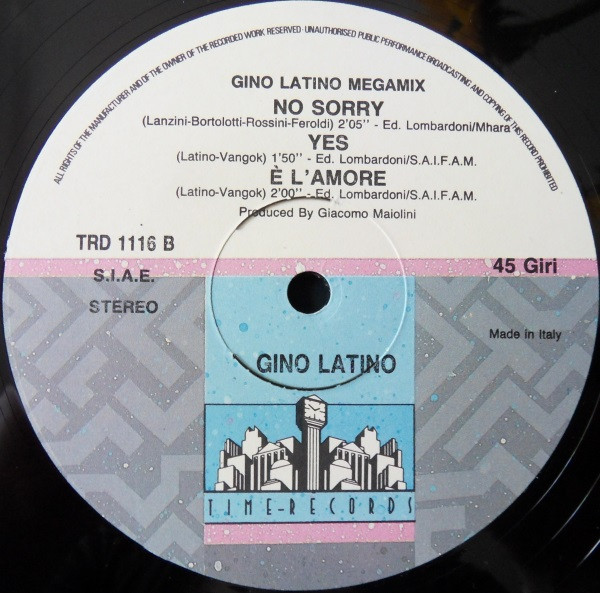 ALL RIGHTS OF THE MANUFACTURER AND OF THE OWNER OF THE RECORDED WORK RESERVED · UNAUTHORISED PUBLIC PERFORMANCE BROADCASTING AND COPYING OF THIS RECORD PROHIBITED
GINO LATINO MEGAMIX
NO SORRY
(Lanzini-Bortolotti-Rossini-Feroldi) 2'05'' - Ed. Lombardoni/Mhara
YES
(Latino-Vangok) 1'50'' - Ed. Lombardoni/S.A.I.F.A.M.
È L'AMORE
(Latino-Vangok) 2'00'' - Ed. Lombardoni/S.A.I.F.A.M.
Produced By Giacomo Maiolini
TRD 1116 B
45 Giri
S.I.A.E.
STEREO
Made in Italy
GINO LATINO
TIME-RECORDS